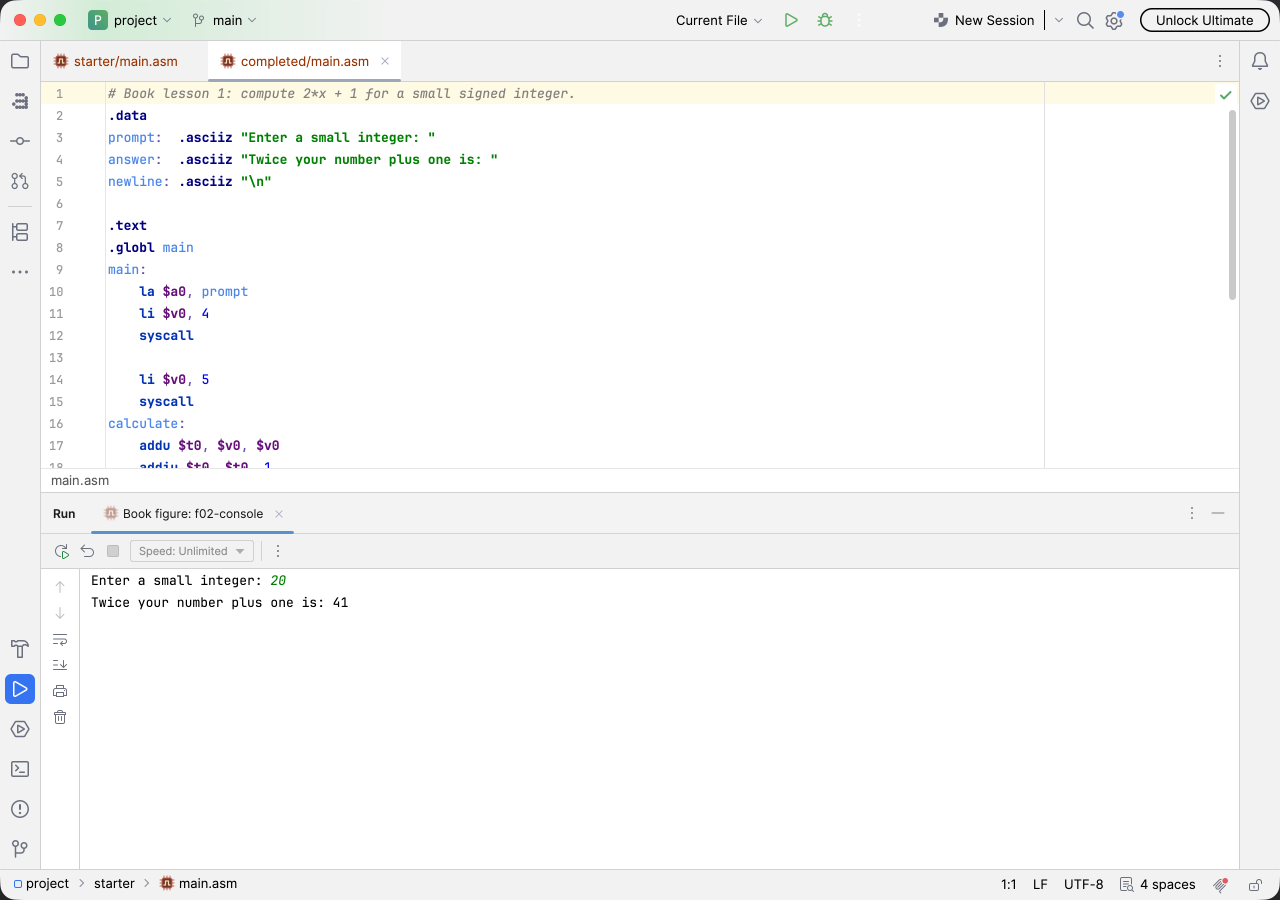 P project main Current File New Session Unlock Ultimate
starter/main.asm completed/main.asm
1 # Book lesson 1: compute 2*x + 1 for a small signed integer.
2 .data
3 prompt: .asciiz "Enter a small integer: "
4 answer: .asciiz "Twice your number plus one is: "
5 newline: .asciiz "\n"
6
7 .text
8 .globl main
9 main:
10 la $a0, prompt
11 li $v0, 4
12 syscall
13
14 li $v0, 5
15 syscall
16 calculate:
17 addu $t0, $v0, $v0
18 addiu $t0, $t0, 1
main.asm
Run Book figure: f02-console
Speed: Unlimited
Enter a small integer: 20
Twice your number plus one is: 41
project starter main.asm 1:1 LF UTF-8 4 spaces